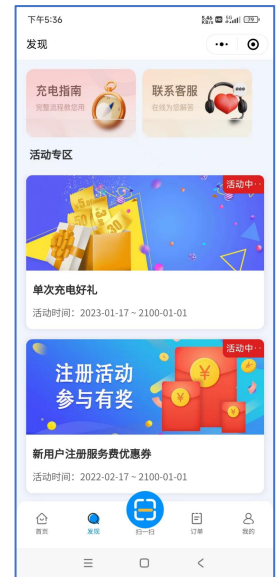 下午5:36
发现
充电指南
完整流程教您用
联系客服
在线为您解答
活动专区
活动中··
单次充电好礼
活动时间：2023-01-17 ~ 2100-01-01
活动中··
注册活动
参与有奖
新用户注册服务费优惠券
活动时间：2022-02-17 ~ 2100-01-01
首页
发现
扫一扫
订单
我的